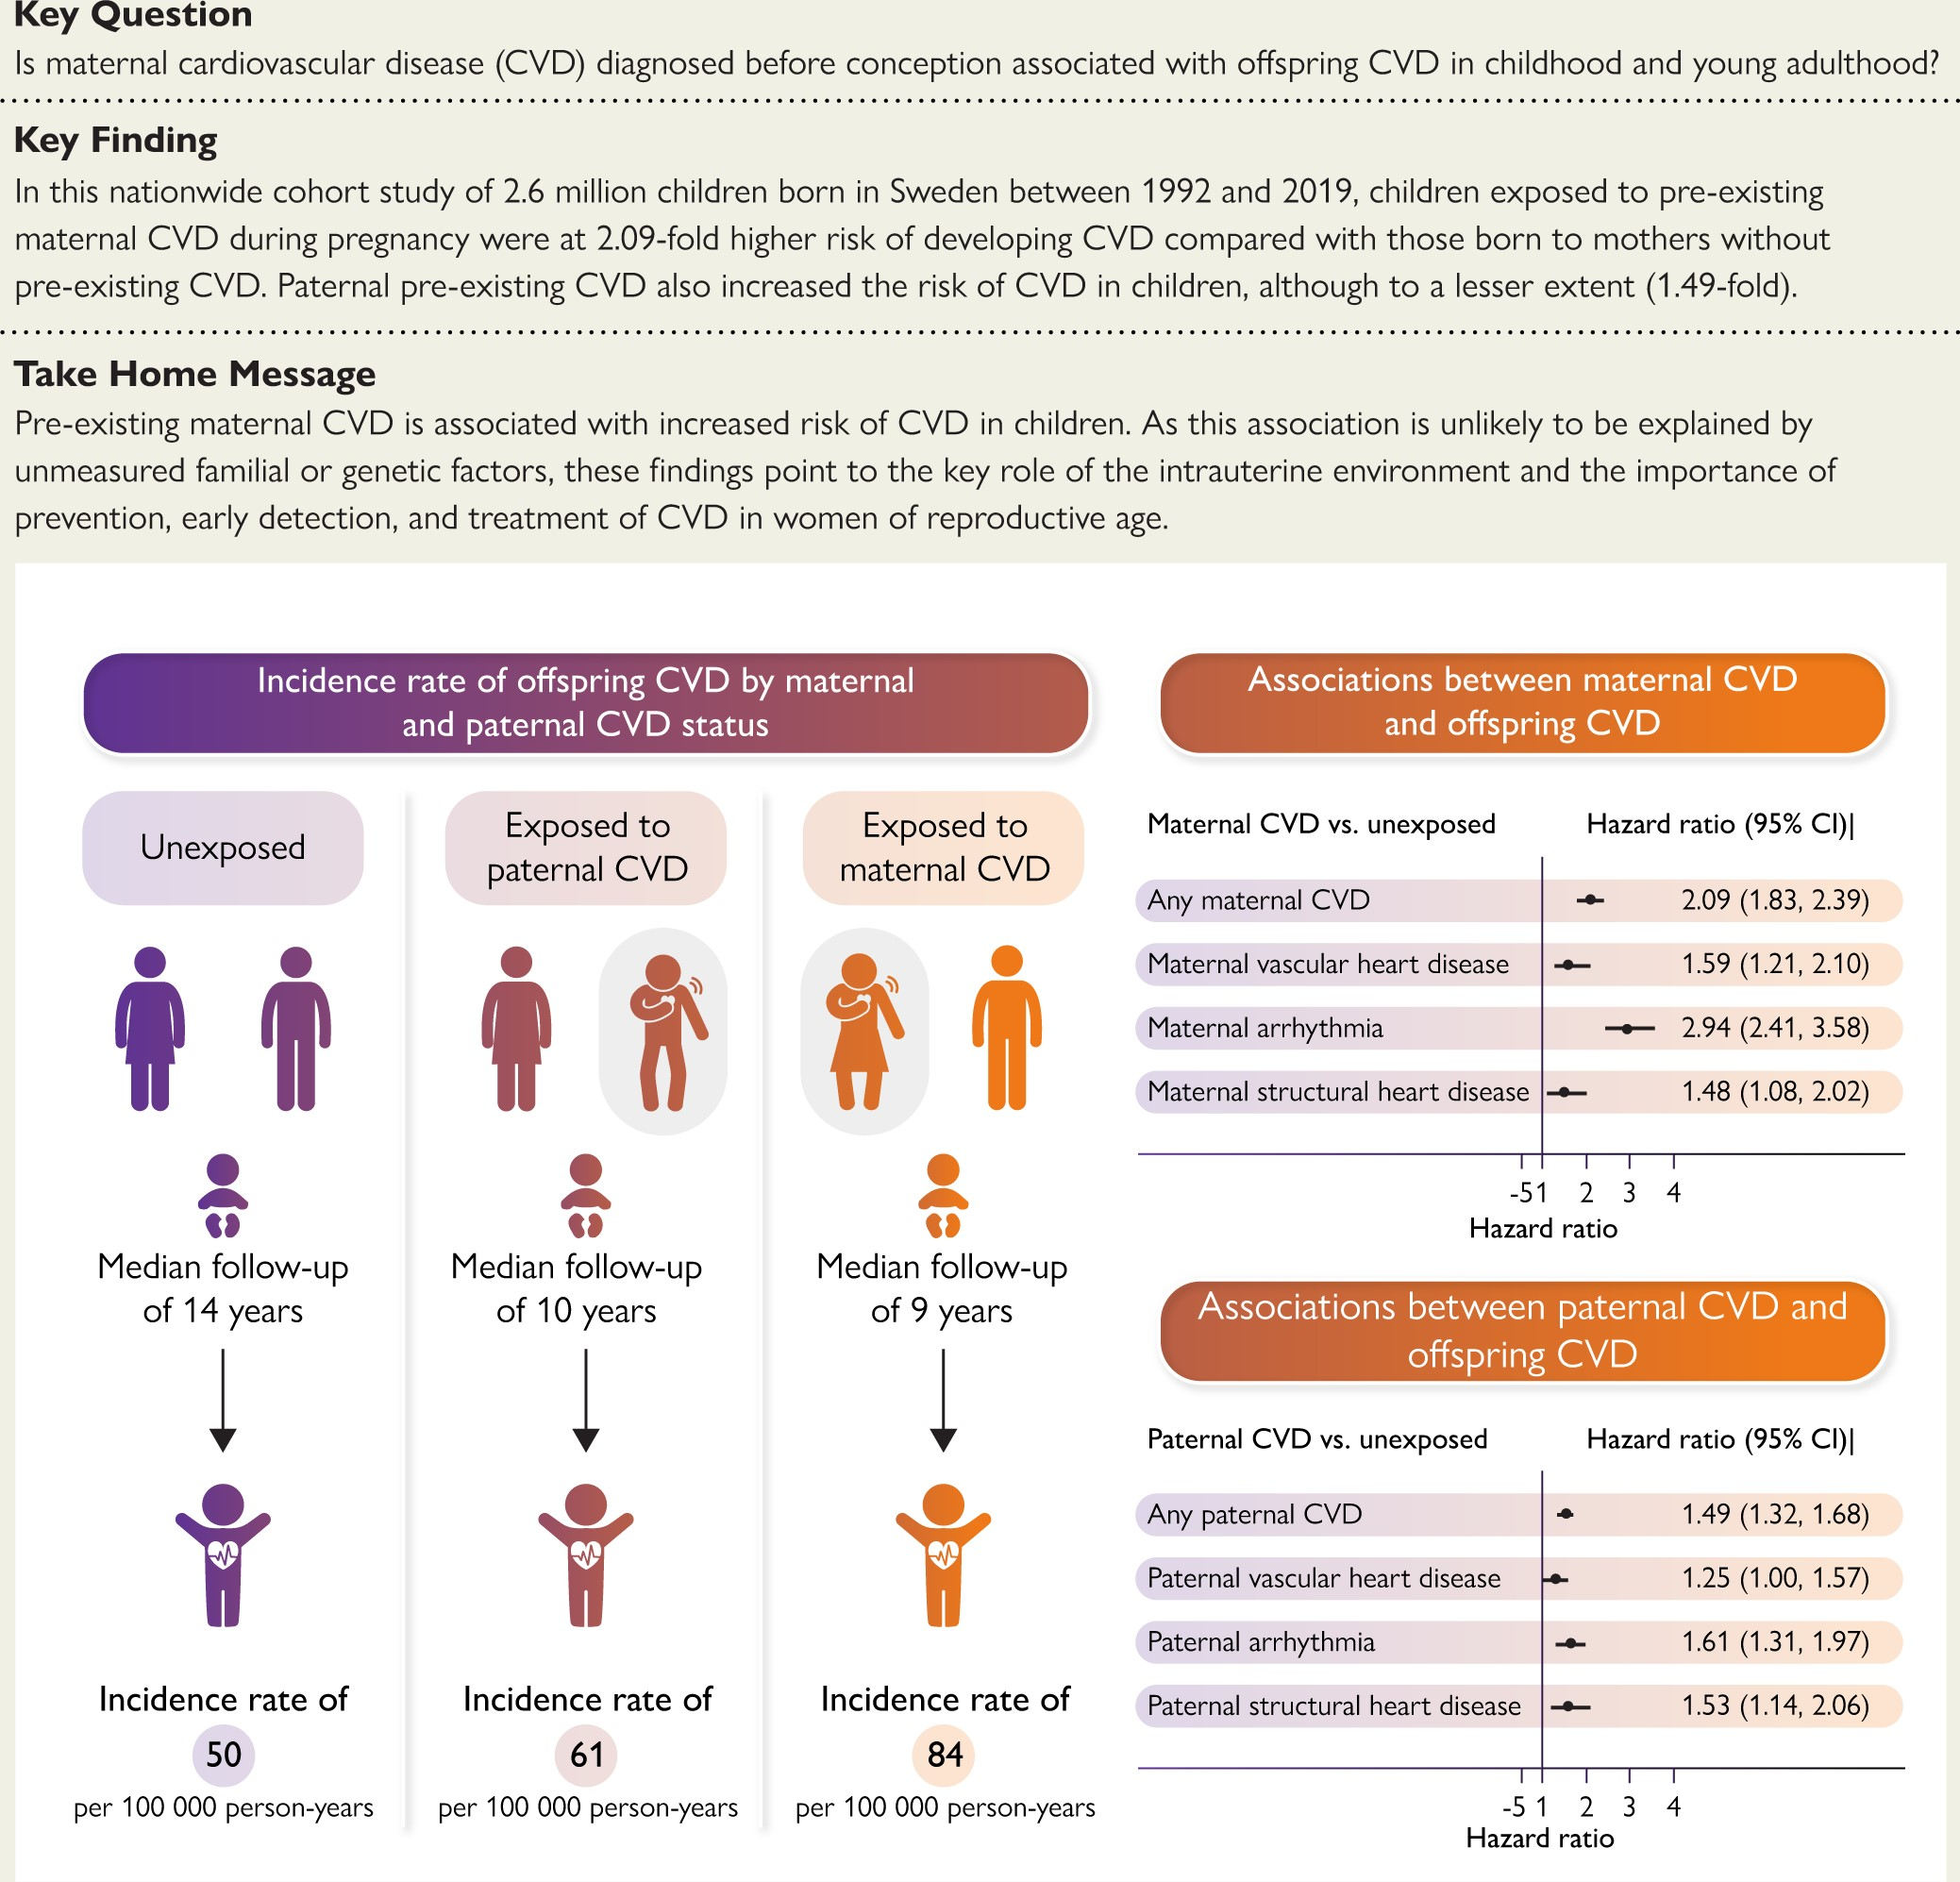 Key Question
Is maternal cardiovascular disease (CVD) diagnosed before conception associated with offspring CVD in childhood and young adulthood?
Key Finding
In this nationwide cohort study of 2.6 million children born in Sweden between 1992 and 2019, children exposed to pre-existing
maternal CVD during pregnancy were at 2.09-fold higher risk of developing CVD compared with those born to mothers without
pre-existing CVD. Paternal pre-existing CVD also increased the risk of CVD in children, although to a lesser extent (1.49-fold).
Take Home Message
Pre-existing maternal CVD is associated with increased risk of CVD in children. As this association is unlikely to be explained by
unmeasured familial or genetic factors, these findings point to the key role of the intrauterine environment and the importance of
prevention, early detection, and treatment of CVD in women of reproductive age.
Incidence rate of offspring CVD by maternal
and paternal CVD status
Unexposed
Exposed to
paternal CVD
Exposed to
maternal CVD
Median follow-up
of 14 years
Median follow-up
of 10 years
Median follow-up
of 9 years
Incidence rate of
50
per 100 000 person-years
Incidence rate of
61
per 100 000 person-years
Incidence rate of
84
per 100 000 person-years
Associations between maternal CVD
and offspring CVD
Maternal CVD vs. unexposed Hazard ratio (95% CI)|
Any maternal CVD 2.09 (1.83, 2.39)
Maternal vascular heart disease 1.59 (1.21, 2.10)
Maternal arrhythmia 2.94 (2.41, 3.58)
Maternal structural heart disease 1.48 (1.08, 2.02)
-51 2 3 4
Hazard ratio
Associations between paternal CVD and
offspring CVD
Paternal CVD vs. unexposed Hazard ratio (95% CI)|
Any paternal CVD 1.49 (1.32, 1.68)
Paternal vascular heart disease 1.25 (1.00, 1.57)
Paternal arrhythmia 1.61 (1.31, 1.97)
Paternal structural heart disease 1.53 (1.14, 2.06)
-5 1 2 3 4
Hazard ratio